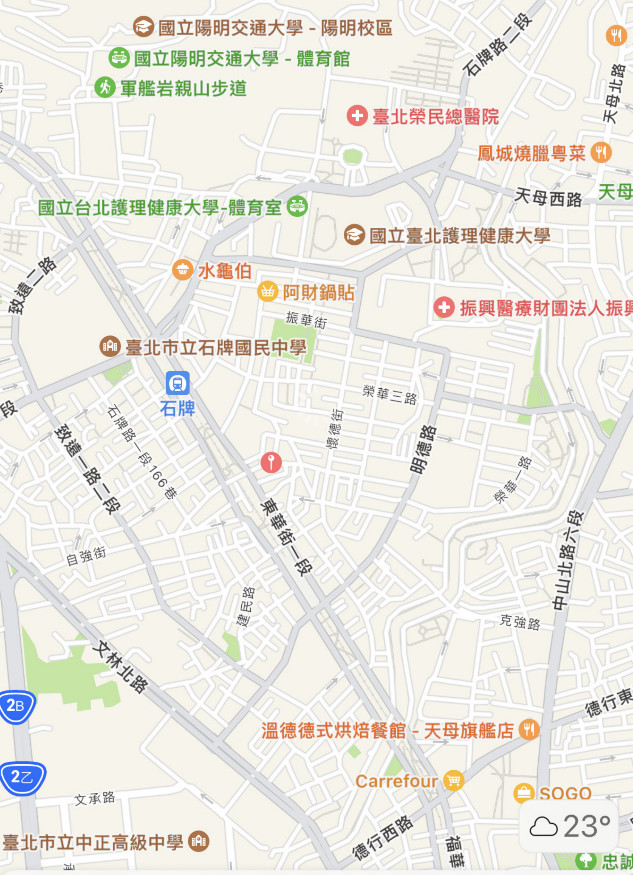 國立陽明交通大學 - 陽明校區
國立陽明交通大學 - 體育館
石牌路二段
軍艦岩親山步道
天母北路
臺北榮民總醫院
鳳城燒臘粵菜
天母西路
天母
國立台北護理健康大學-體育室
國立臺北護理健康大學
致遠二路
水龜伯
阿財鍋貼
振興醫療財團法人振興
振華街
臺北市立石牌國民中學
石牌
榮華三路
段
石牌路一段 166 巷
懷德街
明德路
致遠一路二段
榮華一路
東華街一段
中山北路六段
自強街
建民路
克強路
文林北路
德行東
2B
溫德德式烘焙餐館 - 天母旗艦店
2乙
Carrefour
SOGO
文承路
23°
臺北市立中正高級中學
德行西路
福華
忠誠